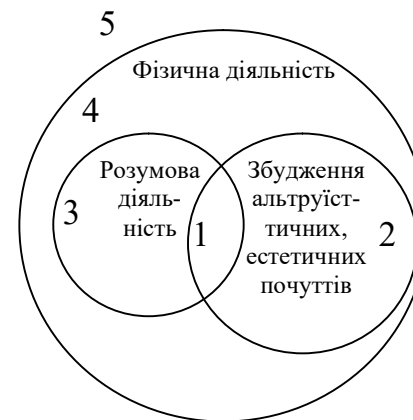 5
Фізична діяльність
4
Розумова
діяль-
ність
Збудження
альтруїст-
тичних,
естетичних
почуттів
3
1
2